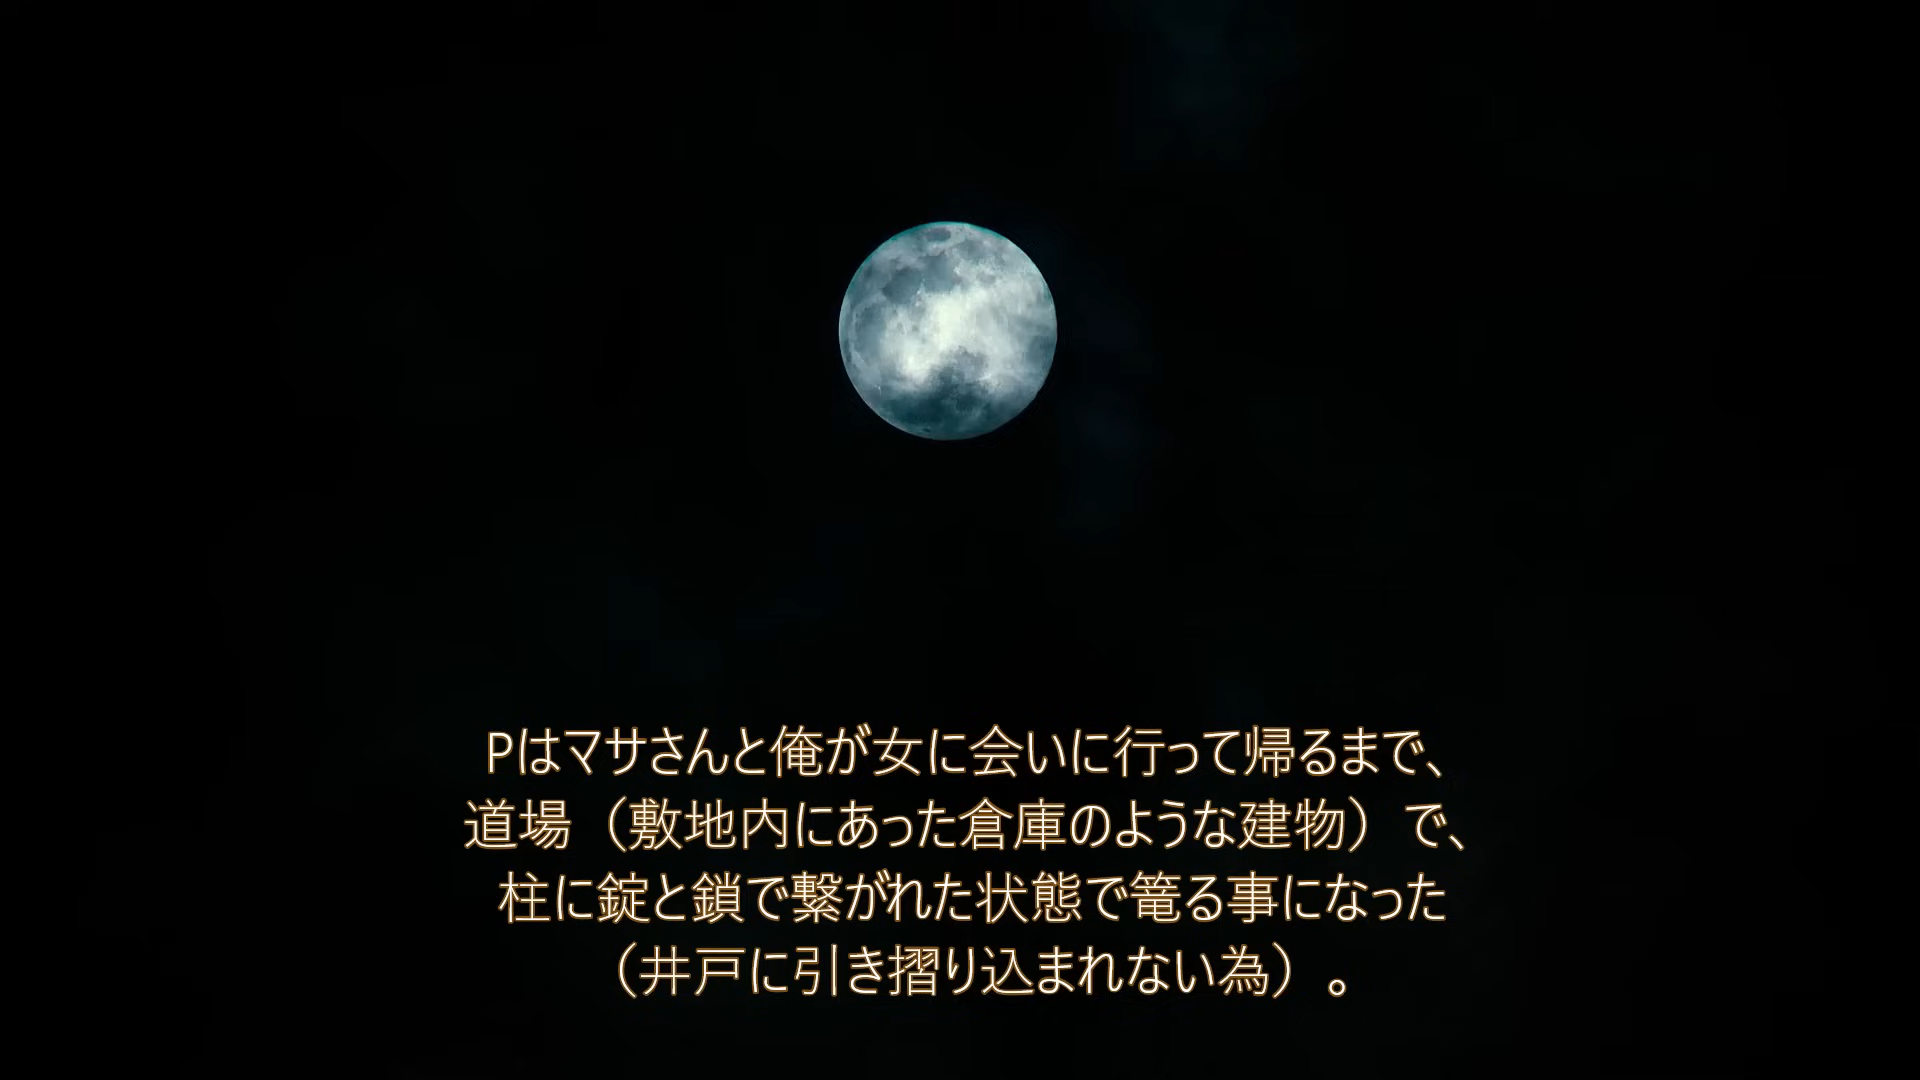 Pはマサさんと俺が女に会いに行って帰るまで、
道場（敷地内にあった倉庫のような建物）で、
柱に錠と鎖で繋がれた状態で篭る事になった
（井戸に引き摺り込まれない為）。